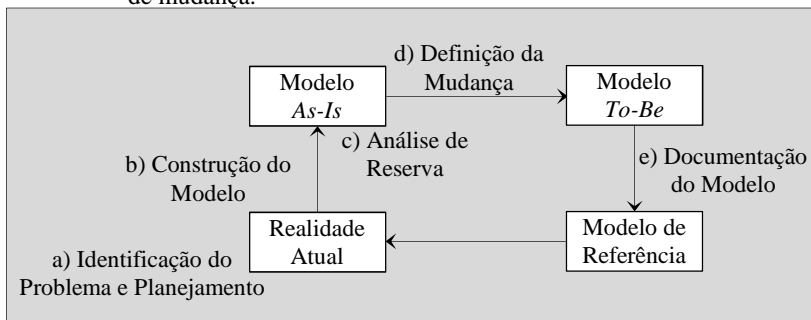 de mudança.
d) Definição da
Mudança
Modelo
As-Is
Modelo
To-Be
b) Construção do
Modelo
c) Análise de
Reserva
e) Documentação
do Modelo
Realidade
Atual
Modelo de
Referência
a) Identificação do
Problema e Planejamento